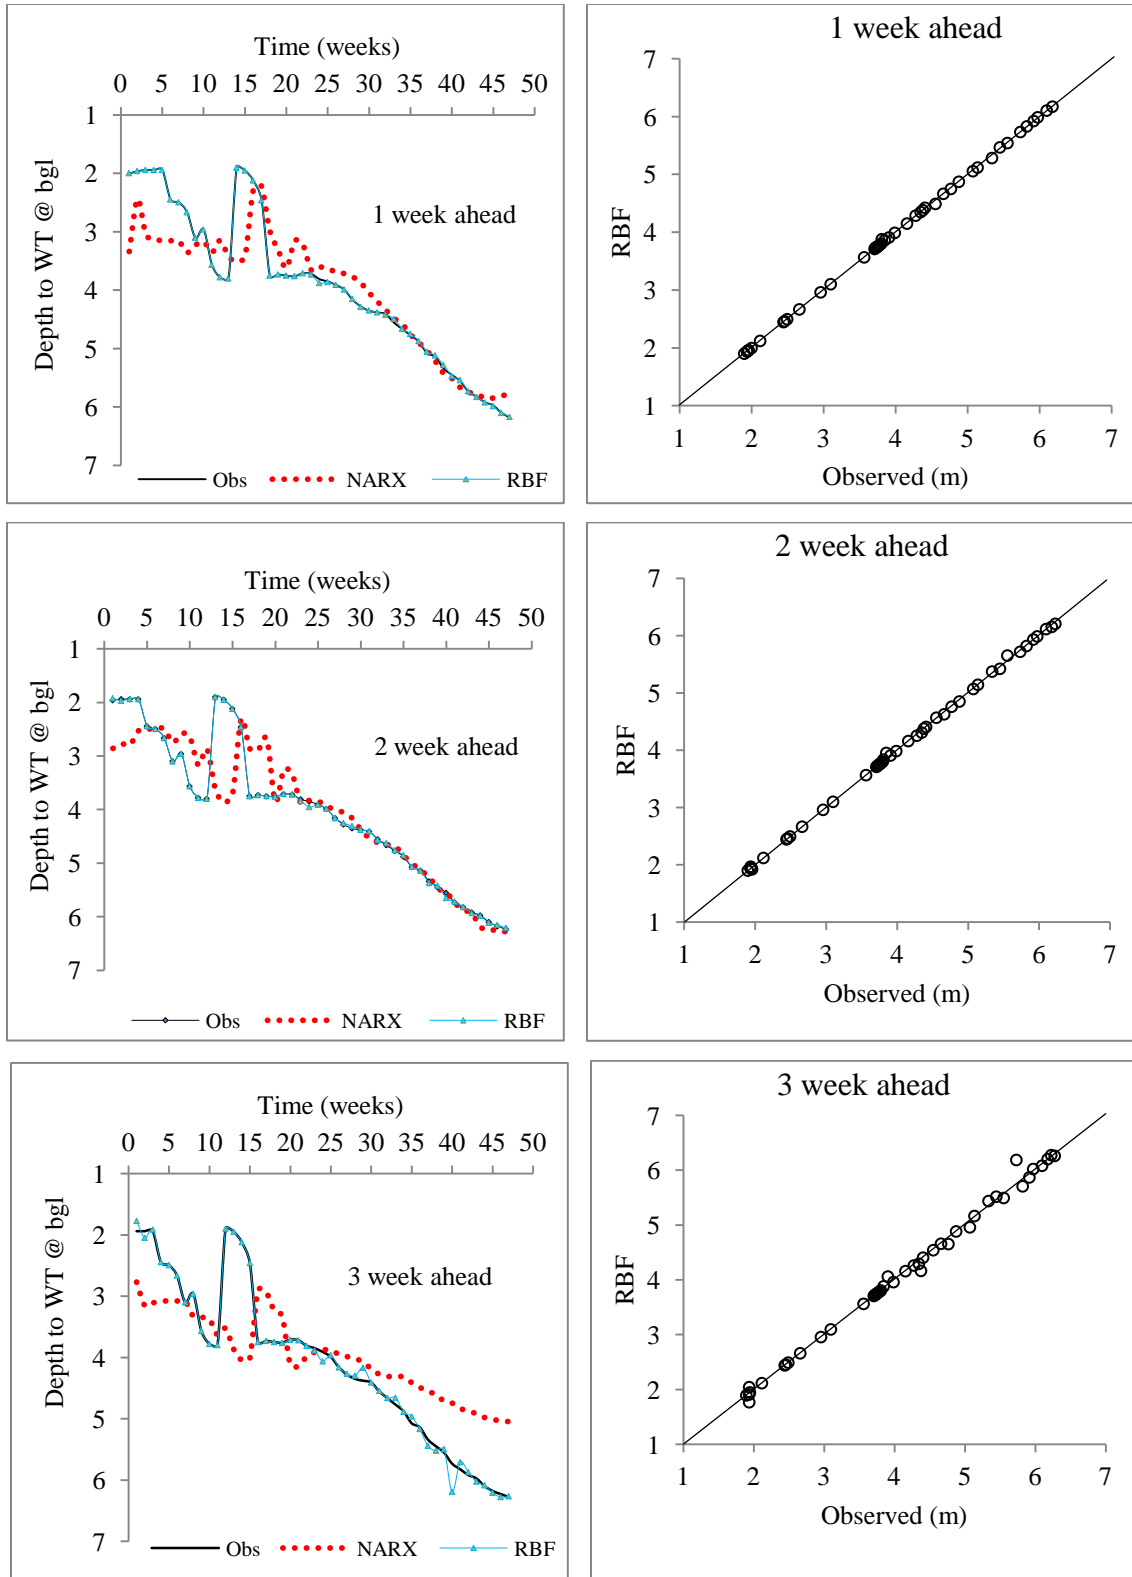 Time (weeks)
0 5 10 15 20 25 30 35 40 45 50
1
2
3
4
5
6
7
Depth to WT @ bgl
1 week ahead
Obs NARX RBF
1 week ahead
7
6
5
4
3
2
1
RBF
1 2 3 4 5 6 7
Observed (m)
Time (weeks)
0 5 10 15 20 25 30 35 40 45 50
1
2
3
4
5
6
7
Depth to WT @ bgl
2 week ahead
Obs NARX RBF
2 week ahead
7
6
5
4
3
2
1
RBF
1 2 3 4 5 6 7
Observed (m)
Time (weeks)
0 5 10 15 20 25 30 35 40 45 50
1
2
3
4
5
6
7
Depth to WT @ bgl
3 week ahead
Obs NARX RBF
3 week ahead
7
6
5
4
3
2
1
RBF
1 2 3 4 5 6 7
Observed (m)